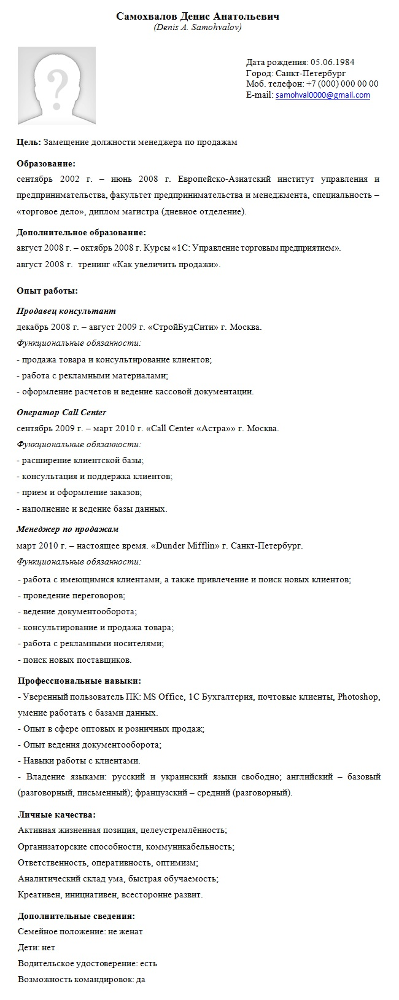 Самохвалов Денис Анатольевич
(Denis A. Samohvalov)
?
Дата рождения: 05.06.1984
Город: Санкт-Петербург
Моб. телефон: +7 (000) 000 00 00
E-mail: samohval0000@gmail.com
Цель: Замещение должности менеджера по продажам
Образование:
сентябрь 2002 г. – июнь 2008 г. Европейско-Азиатский институт управления и
предпринимательства, факультет предпринимательства и менеджмента, специальность –
«торговое дело», диплом магистра (дневное отделение).
Дополнительное образование:
август 2008 г. – октябрь 2008 г. Курсы «1С: Управление торговым предприятием».
август 2008 г. тренинг «Как увеличить продажи».
Опыт работы:
Продавец консультант
декабрь 2008 г. – август 2009 г. «СтройБудСити» г. Москва.
Функциональные обязанности:
- продажа товара и консультирование клиентов;
- работа с рекламными материалами;
- оформление расчетов и ведение кассовой документации.
Оператор Call Center
сентябрь 2009 г. – март 2010 г. «Call Center «Астра»» г. Москва.
Функциональные обязанности:
- расширение клиентской базы;
- консультация и поддержка клиентов;
- прием и оформление заказов;
- наполнение и ведение базы данных.
Менеджер по продажам
март 2010 г. – настоящее время. «Dunder Mifflin» г. Санкт-Петербург.
Функциональные обязанности:
- работа с имеющимися клиентами, а также привлечение и поиск новых клиентов;
- проведение переговоров;
- ведение документооборота;
- консультирование и продажа товара;
- работа с рекламными носителями;
- поиск новых поставщиков.
Профессиональные навыки:
- Уверенный пользователь ПК: MS Office, 1С Бухгалтерия, почтовые клиенты, Photoshop,
умение работать с базами данных.
- Опыт в сфере оптовых и розничных продаж;
- Опыт ведения документооборота;
- Навыки работы с клиентами.
- Владение языками: русский и украинский языки свободно; английский – базовый
(разговорный, письменный); французский – средний (разговорный).
Личные качества:
Активная жизненная позиция, целеустремлённость;
Организаторские способности, коммуникабельность;
Ответственность, оперативность, оптимизм;
Аналитический склад ума, быстрая обучаемость;
Креативен, инициативен, всесторонне развит.
Дополнительные сведения:
Семейное положение: не женат
Дети: нет
Водительское удостоверение: есть
Возможность командировок: да